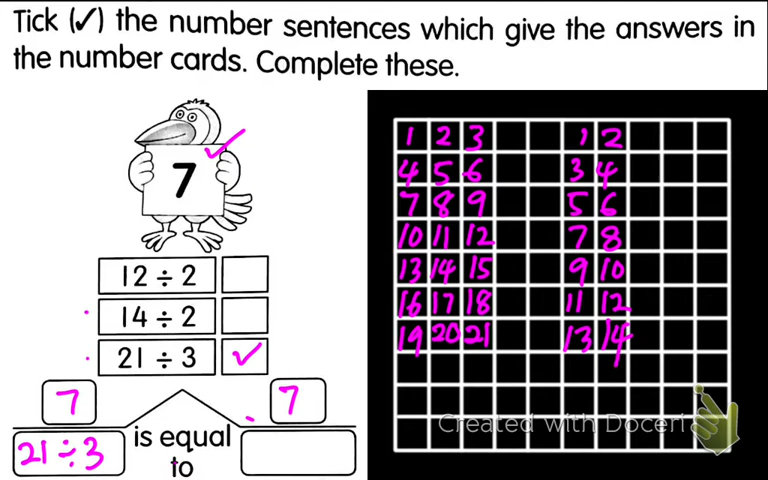 Tick (✓) the number sentences which give the answers in
the number cards. Complete these.
7 ✓
12 ÷ 2
14 ÷ 2
21 ÷ 3 ✓
7 7
21÷3 is equal
to
1 2 3 1 2
4 5 6 3 4
7 8 9 5 6
10 11 12 7 8
13 14 15 9 10
16 17 18 11 12
19 20 21 13 14
Created with Doceri